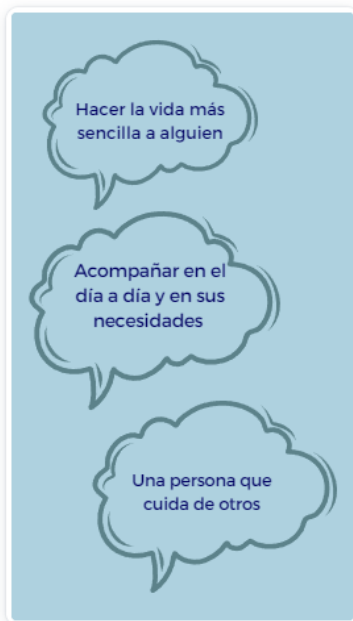 Hacer la vida más
sencilla a alguien
Acompañar en el
día a día y en sus
necesidades
Una persona que
cuida de otros